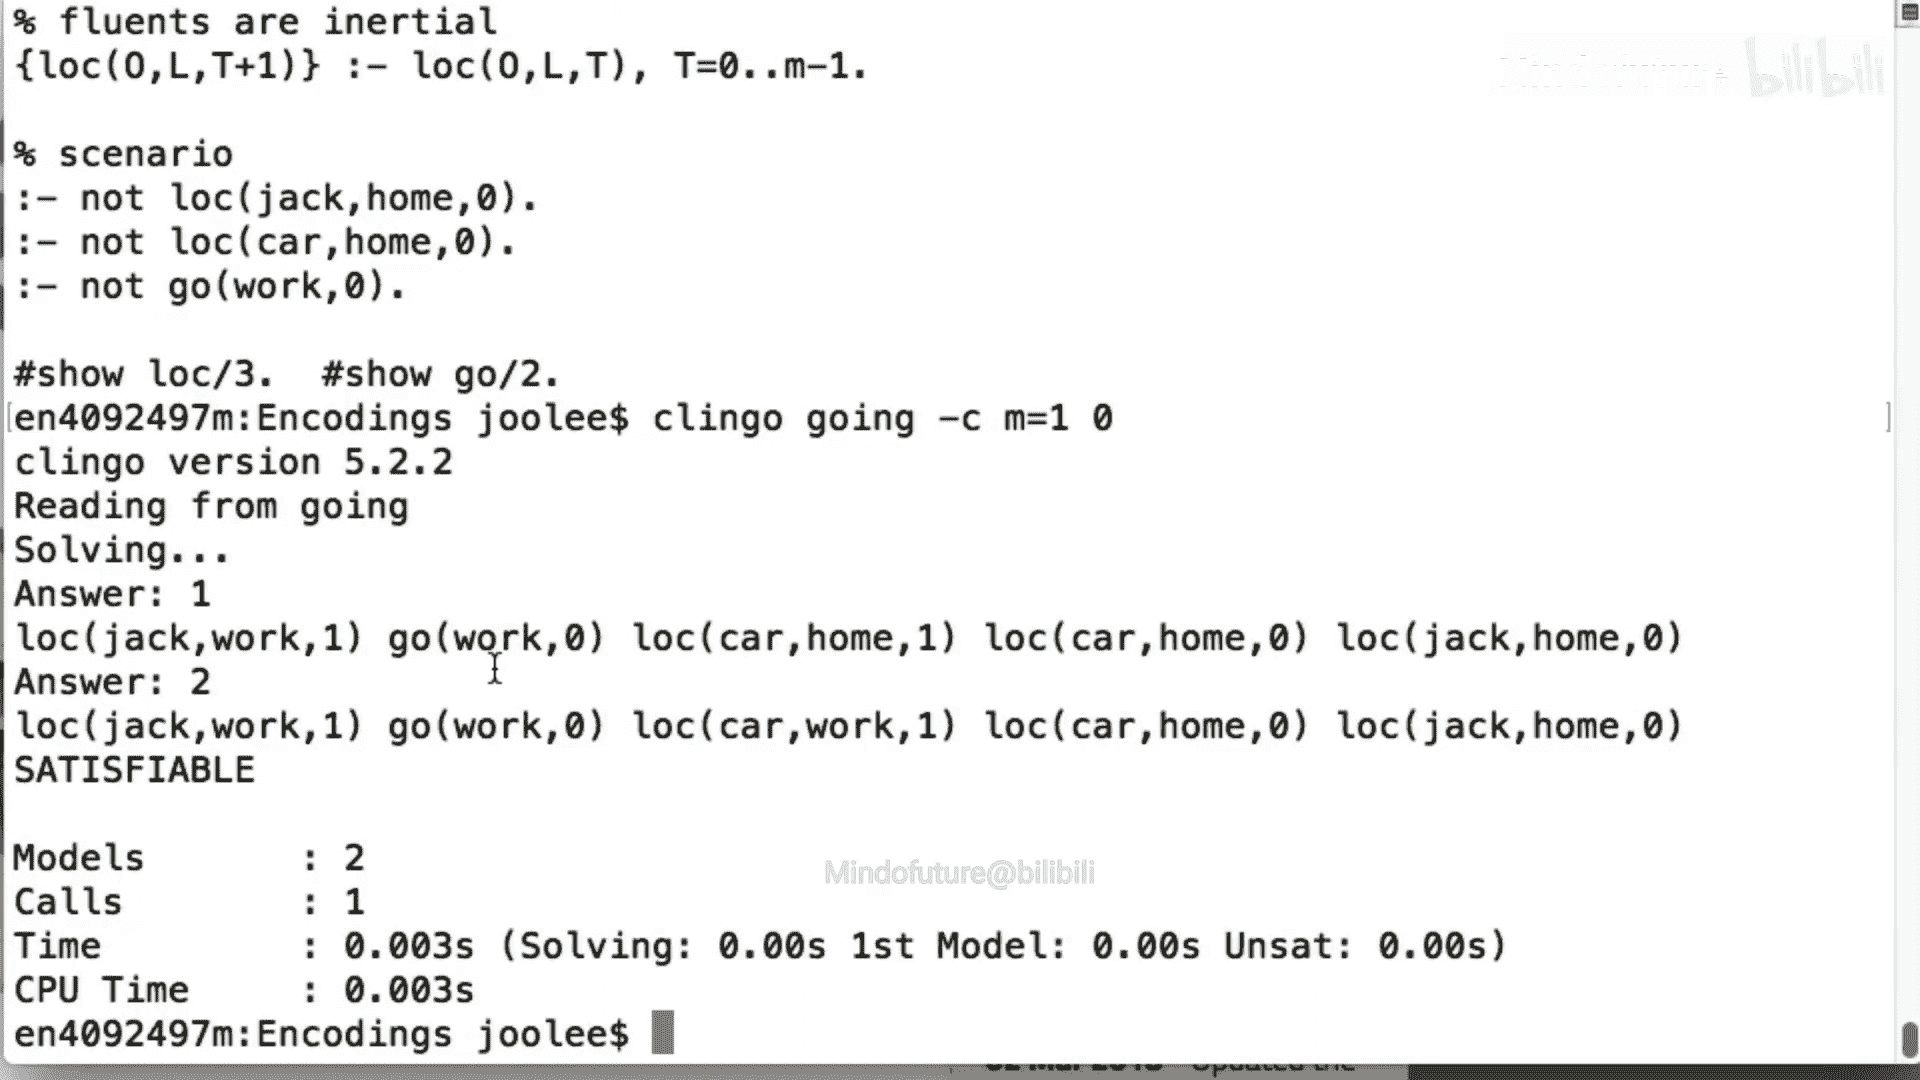 % fluents are inertial
{loc(O,L,T+1)} :- loc(O,L,T), T=0..m-1.
bilibili
% scenario
:- not loc(jack,home,0).
:- not loc(car,home,0).
:- not go(work,0).
#show loc/3.  #show go/2.
[en4092497m:Encodings joolee$ clingo going -c m=1 0 ]
clingo version 5.2.2
Reading from going
Solving...
Answer: 1
loc(jack,work,1) go(work,0) loc(car,home,1) loc(car,home,0) loc(jack,home,0)
Answer: 2
loc(jack,work,1) go(work,0) loc(car,work,1) loc(car,home,0) loc(jack,home,0)
SATISFIABLE
Models : 2
Mindofuture@bilibili
Calls : 1
Time : 0.003s (Solving: 0.00s 1st Model: 0.00s Unsat: 0.00s)
CPU Time : 0.003s
en4092497m:Encodings joolee$